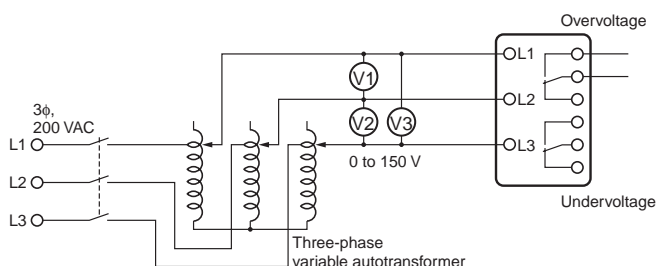 Overvoltage
L1
V1
L2
3ϕ,
200 VAC
V2
V3
L1
L3
0 to 150 V
L2
Undervoltage
L3
Three-phase
variable autotransformer